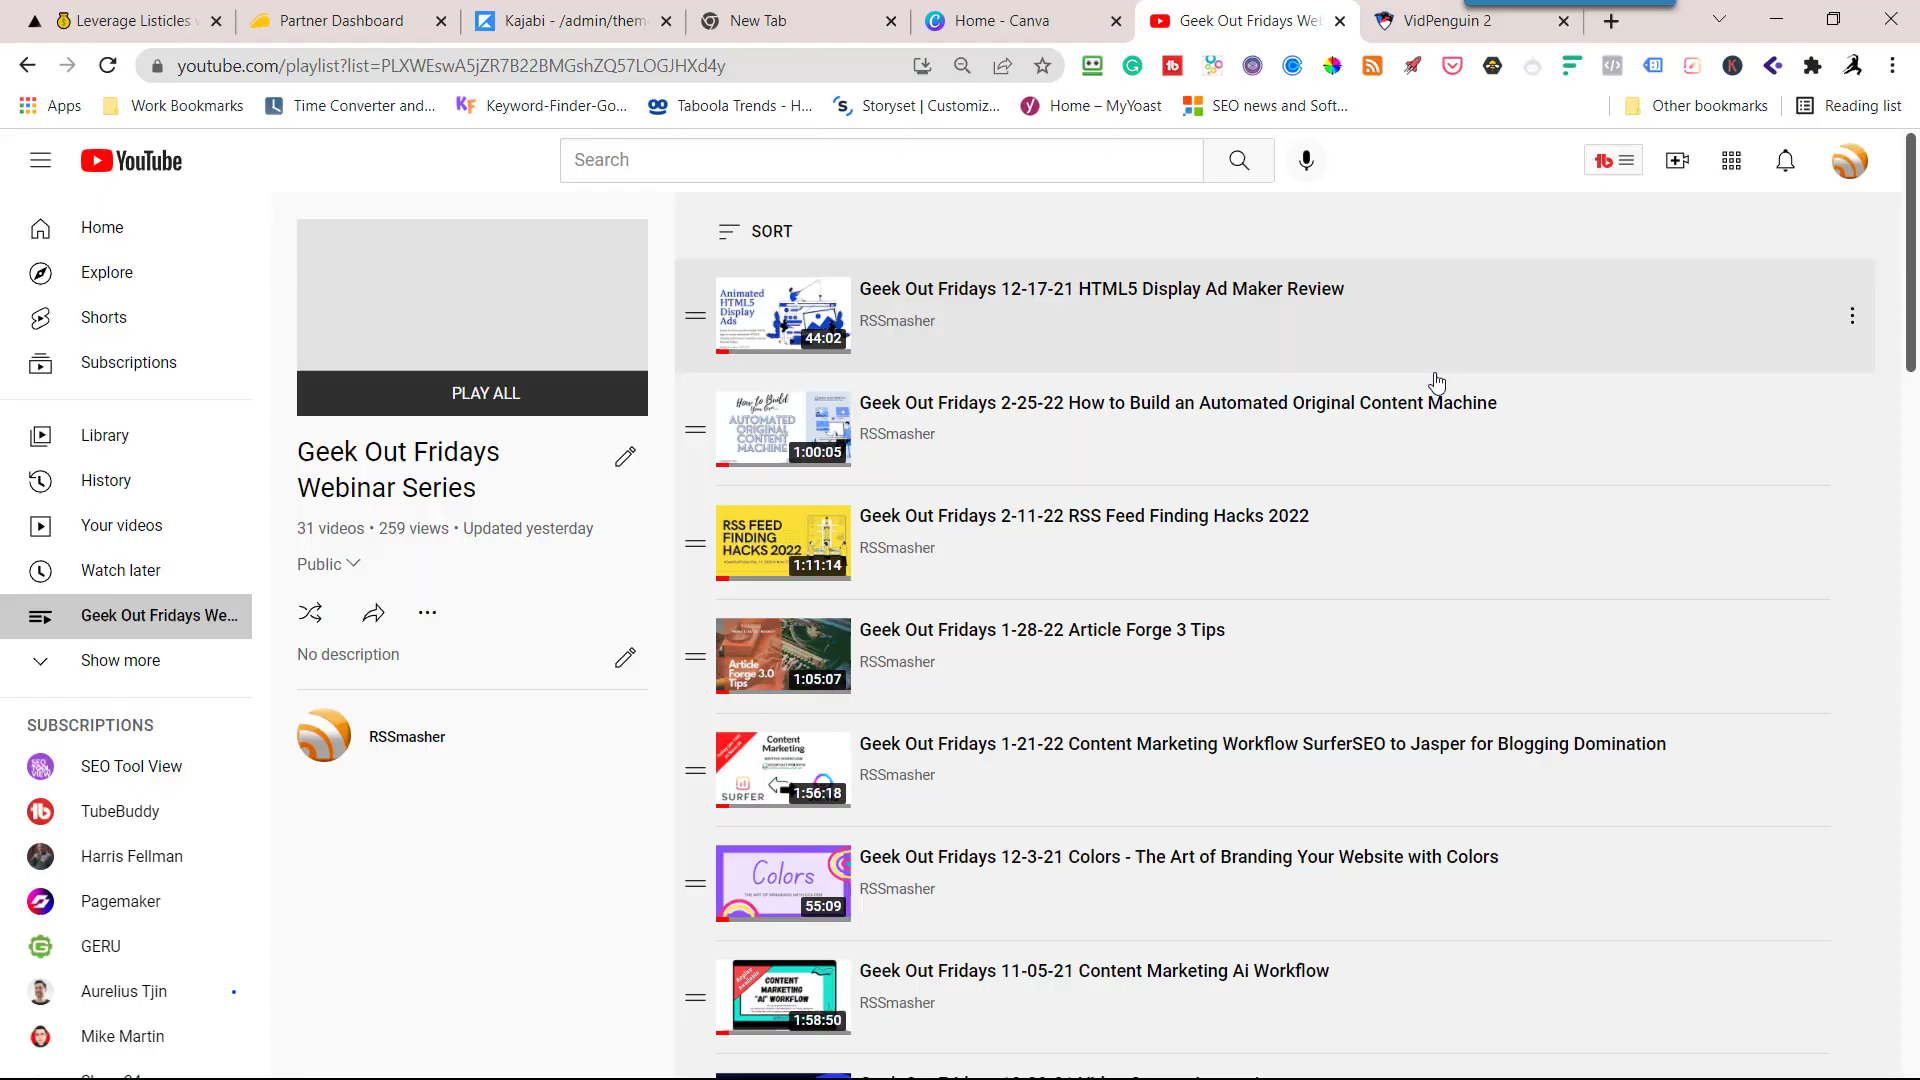 Leverage Listicles
Partner Dashboard
Kajabi - /admin/them
New Tab
Home - Canva
Geek Out Fridays We
VidPenguin 2
youtube.com/playlist?list=PLXWEswA5jZR7B22BMGshZQ57LOGJHXd4y
Apps
Work Bookmarks
Time Converter and...
Keyword-Finder-Go...
Taboola Trends - H...
Storyset | Customiz...
Home – MyYoast
SEO news and Soft...
Other bookmarks
Reading list
YouTube
Search
Home
Explore
Shorts
Subscriptions
Library
History
Your videos
Watch later
Geek Out Fridays We...
Show more
SUBSCRIPTIONS
SEO Tool View
TubeBuddy
Harris Fellman
Pagemaker
GERU
Aurelius Tjin
Mike Martin
PLAY ALL
Geek Out Fridays
Webinar Series
31 videos • 259 views • Updated yesterday
Public
No description
RSSmasher
SORT
Animated
HTML5
Display
Ads
44:02
Geek Out Fridays 12-17-21 HTML5 Display Ad Maker Review
RSSmasher
How to Build
AUTOMATED
ORIGINAL
CONTENT
MACHINE
1:00:05
Geek Out Fridays 2-25-22 How to Build an Automated Original Content Machine
RSSmasher
RSS FEED
FINDING
HACKS 2022
1:11:14
Geek Out Fridays 2-11-22 RSS Feed Finding Hacks 2022
RSSmasher
Article
Forge 3.0
Tips
1:05:07
Geek Out Fridays 1-28-22 Article Forge 3 Tips
RSSmasher
Content
Marketing
SURFER
1:56:18
Geek Out Fridays 1-21-22 Content Marketing Workflow SurferSEO to Jasper for Blogging Domination
RSSmasher
Colors
55:09
Geek Out Fridays 12-3-21 Colors - The Art of Branding Your Website with Colors
RSSmasher
CONTENT
MARKETING
"AI" WORKFLOW
1:58:50
Geek Out Fridays 11-05-21 Content Marketing Ai Workflow
RSSmasher